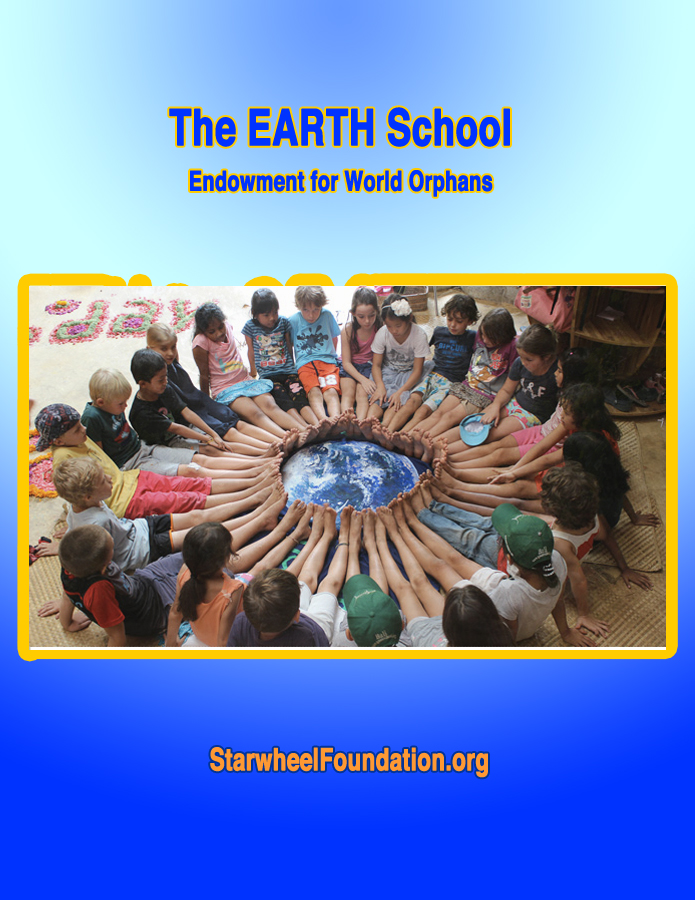 The EARTH School
Endowment for World Orphans
StarwheelFoundation.org